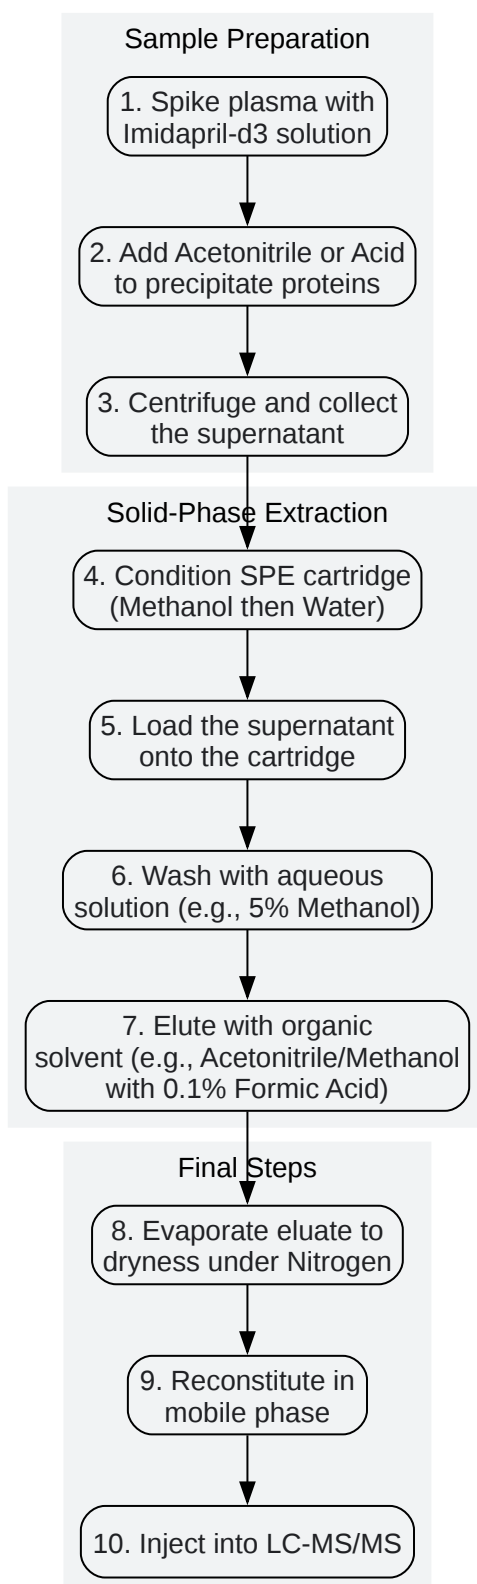 Sample Preparation
1. Spike plasma with
Imidapril-d3 solution
2. Add Acetonitrile or Acid
to precipitate proteins
3. Centrifuge and collect
the supernatant
Solid-Phase Extraction
4. Condition SPE cartridge
(Methanol then Water)
5. Load the supernatant
onto the cartridge
6. Wash with aqueous
solution (e.g., 5% Methanol)
7. Elute with organic
solvent (e.g., Acetonitrile/Methanol
with 0.1% Formic Acid)
Final Steps
8. Evaporate eluate to
dryness under Nitrogen
9. Reconstitute in
mobile phase
10. Inject into LC-MS/MS